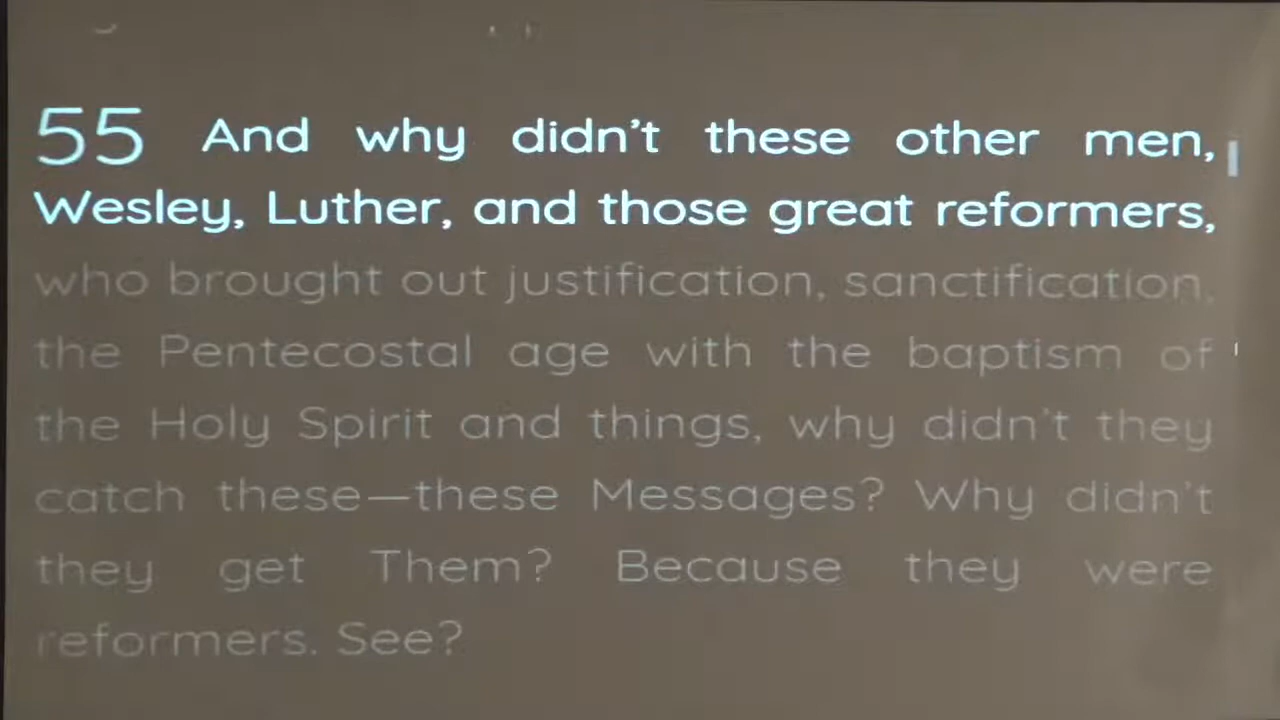 55 And why didn't these other men,
Wesley, Luther, and those great reformers,
who brought out justification, sanctification,
the Pentecostal age with the baptism of
the Holy Spirit and things, why didn't they
catch these—these Messages? Why didn't
they get Them? Because they were
reformers. See?